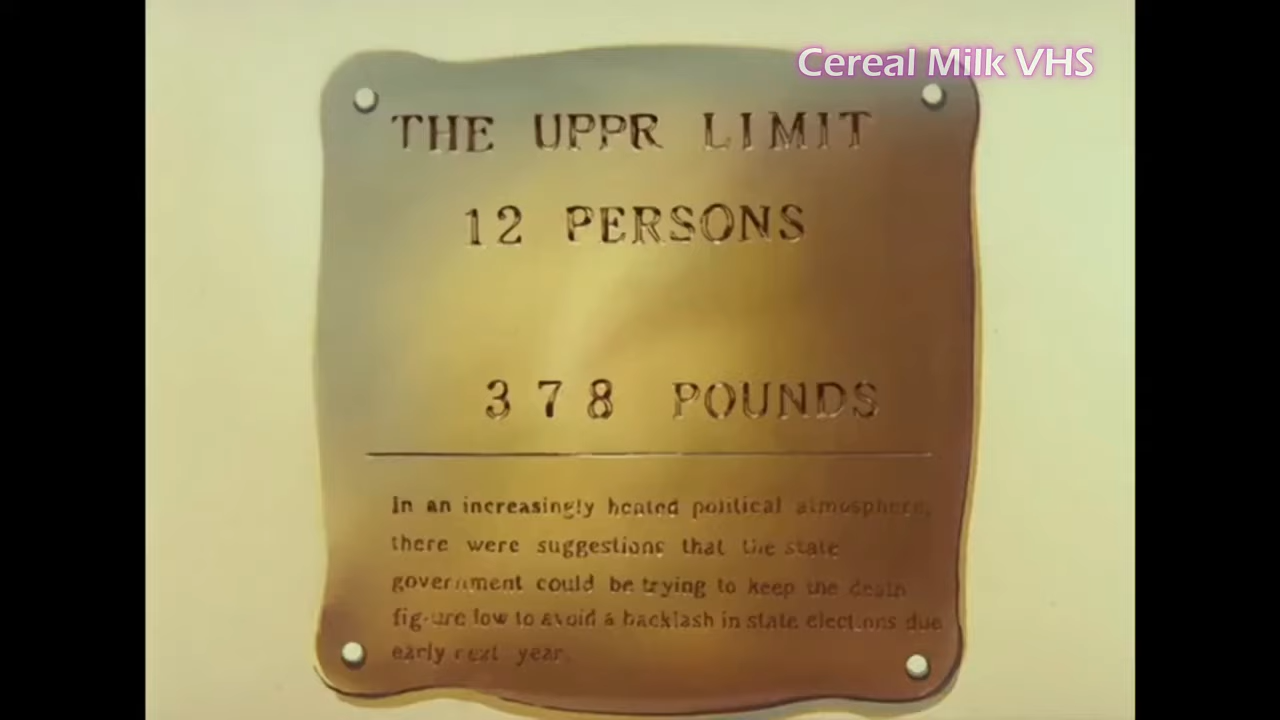 Cereal Milk VHS
THE UPPR LIMIT
12 PERSONS
378 POUNDS
In an increasingly heated political atmosphere,
there were suggestions that the state
government could be trying to keep the death
fig-ure low to avoid a backlash in state elections due
early next year.